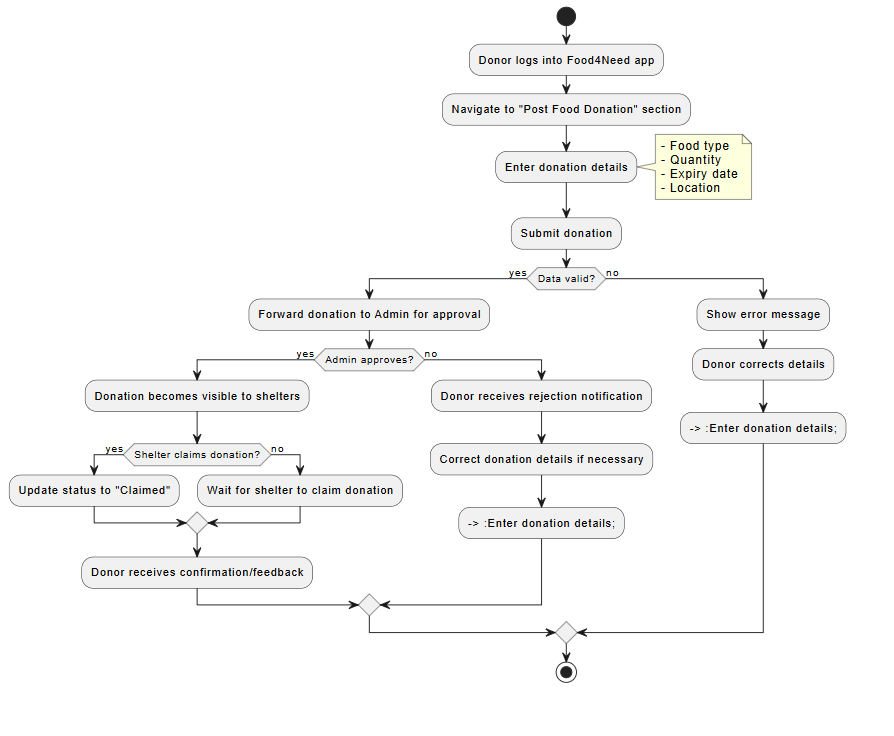 Donor logs into Food4Need app
Navigate to "Post Food Donation" section
Enter donation details
- Food type
- Quantity
- Expiry date
- Location
Submit donation
yes
Data valid?
no
Forward donation to Admin for approval
Show error message
yes
Admin approves?
no
Donor corrects details
Donation becomes visible to shelters
Donor receives rejection notification
-> :Enter donation details;
yes
Shelter claims donation?
no
Correct donation details if necessary
Update status to "Claimed"
Wait for shelter to claim donation
-> :Enter donation details;
Donor receives confirmation/feedback